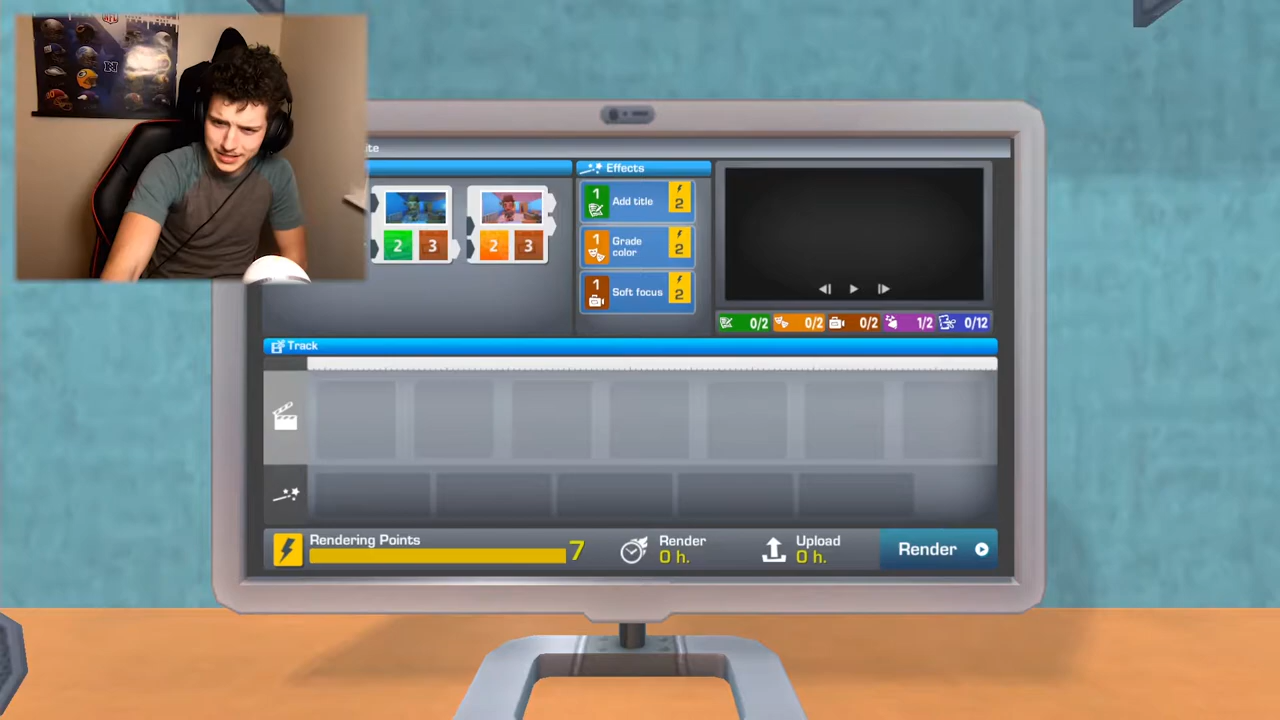 NFL
te
Effects
1 Add title 2
1 Grade color 2
1 Soft focus 2
2 3
2 3
0/2 0/2 0/2 1/2 0/12
Track
Rendering Points 7
Render 0 h.
Upload 0 h.
Render